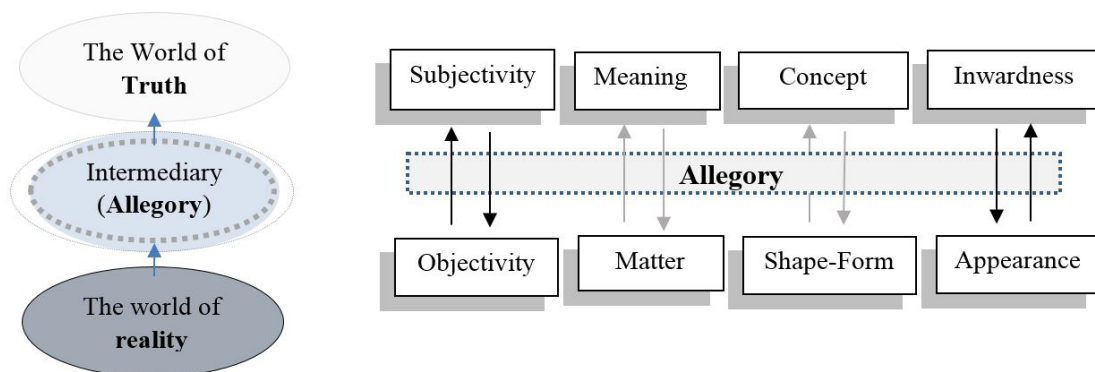 The World of
Truth
Intermediary
(Allegory)
The world of
reality
Subjectivity
Meaning
Concept
Inwardness
Allegory
Objectivity
Matter
Shape-Form
Appearance